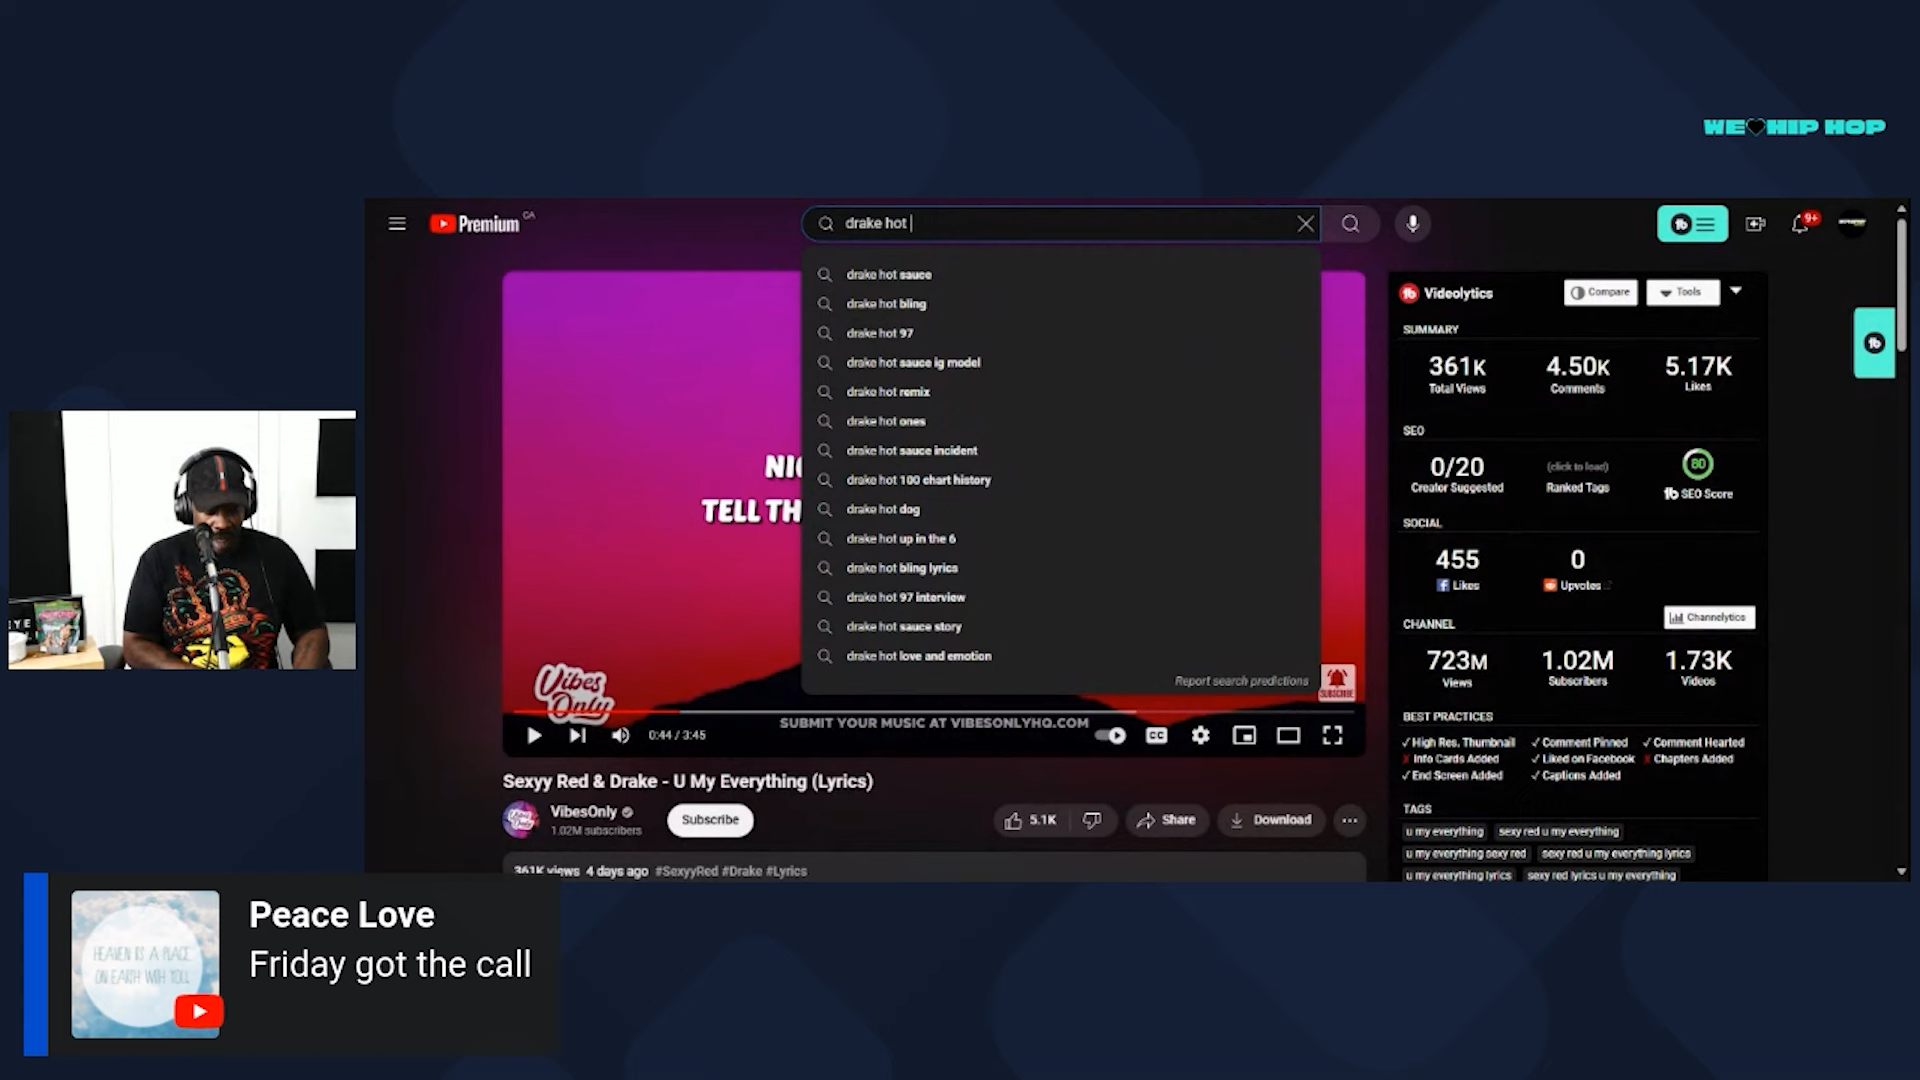 WE HIP HOP
Premium CA
drake hot
9+
drake hot sauce
drake hot bling
drake hot 97
drake hot sauce ig model
drake hot remix
drake hot ones
drake hot sauce incident
drake hot 100 chart history
drake hot dog
drake hot up in the 6
drake hot bling lyrics
drake hot 97 interview
drake hot sauce story
drake hot love and emotion
Report search predictions
TELL TH
Vibes
Only
SUBSCRIBE
SUBMIT YOUR MUSIC AT VIBESONLYHQ.COM
0:44 / 3:45
CC
Sexyy Red & Drake - U My Everything (Lyrics)
VibesOnly
1.02M subscribers
Subscribe
5.1K
Share
Download
361K views 4 days ago #SexyyRed #Drake #Lyrics
Videolytics
Compare
Tools
SUMMARY
361K 4.50K 5.17K
Total Views Comments Likes
SEO
0/20 (click to load) 80
Creator Suggested Ranked Tags SEO Score
SOCIAL
455 0
Likes Upvotes
CHANNEL Channelytics
723M 1.02M 1.73K
Views Subscribers Videos
BEST PRACTICES
✓ High Res. Thumbnail ✓ Comment Pinned ✓ Comment Hearted
x Info Cards Added ✓ Liked on Facebook x Chapters Added
✓ End Screen Added ✓ Captions Added
TAGS
u my everything sexy red u my everything
u my everything sexy red sexy red u my everything lyrics
u my everything lyrics sexy red lyrics u my everything
HEAVEN IS A PLACE
ON EARTH WITH YOU
Peace Love
Friday got the call